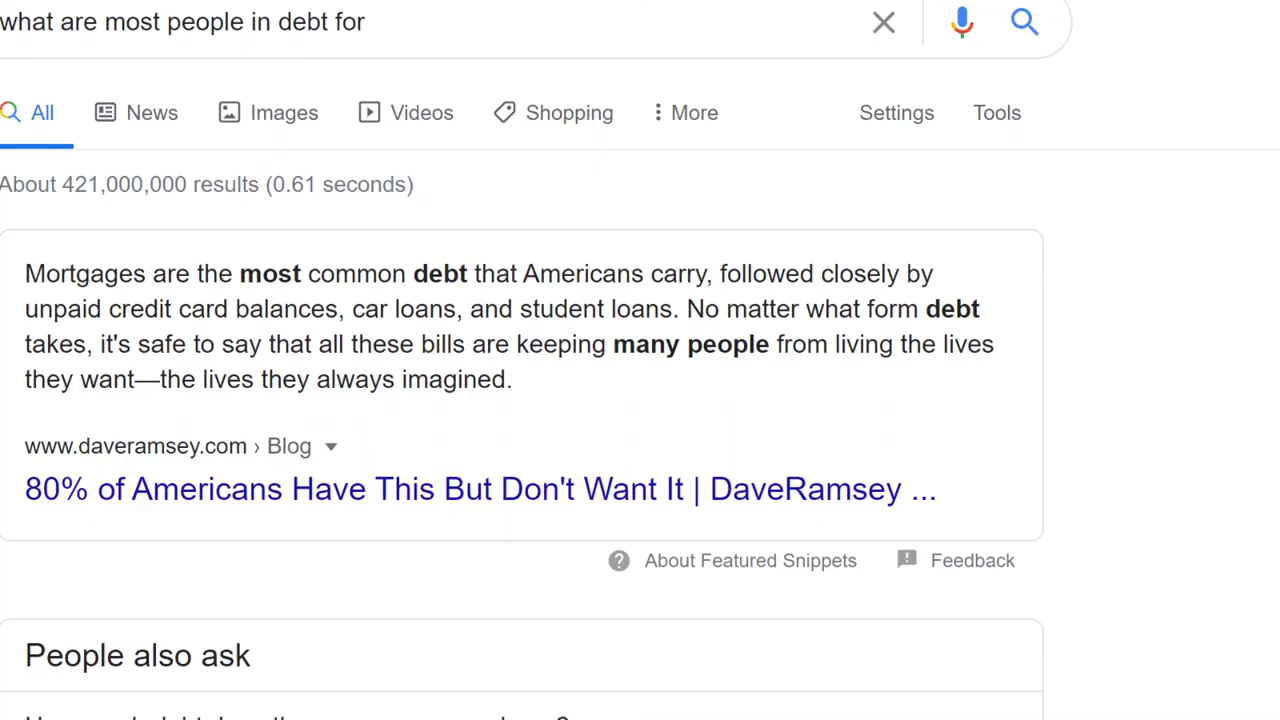 what are most people in debt for
All News Images Videos Shopping More Settings Tools
About 421,000,000 results (0.61 seconds)
Mortgages are the most common debt that Americans carry, followed closely by
unpaid credit card balances, car loans, and student loans. No matter what form debt
takes, it's safe to say that all these bills are keeping many people from living the lives
they want—the lives they always imagined.
www.daveramsey.com › Blog
80% of Americans Have This But Don't Want It | DaveRamsey ...
About Featured Snippets Feedback
People also ask